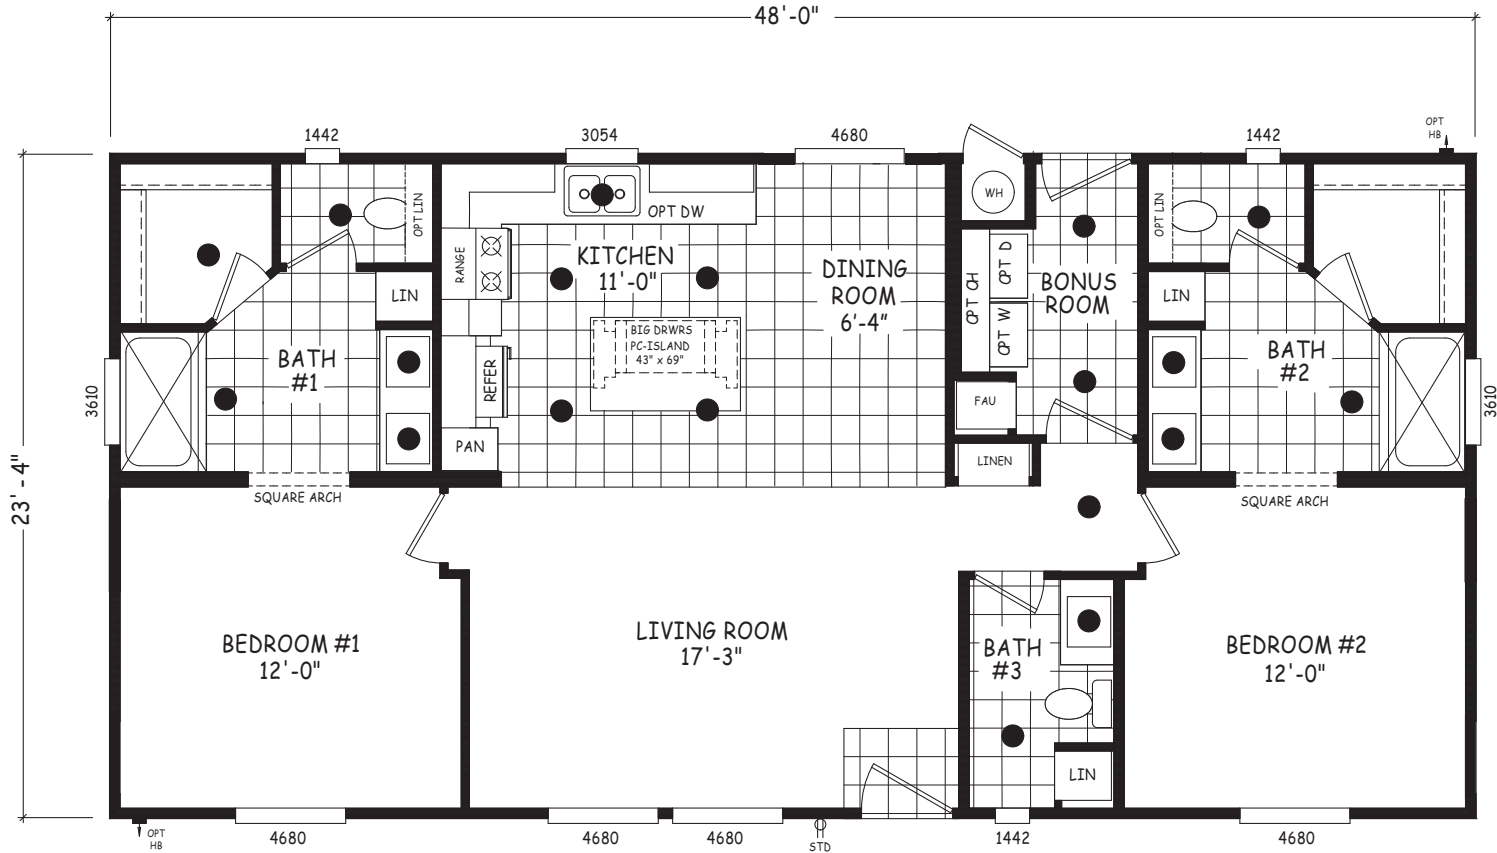 48'-0"
OPT
HB
1442
3054
4680
1442
WH
OPT LIN
OPT DW
OPT LIN
RANGE
KITCHEN
11'-0"
DINING
ROOM
6'-4"
OPT D
OPT OH
BONUS
ROOM
OPT W
LIN
LIN
BIG DRWRS
PC-ISLAND
43" x 69"
BATH
#1
BATH
#2
REFER
3610
3610
FAU
PAN
LINEN
23'-4"
SQUARE ARCH
SQUARE ARCH
BEDROOM #1
12'-0"
LIVING ROOM
17'-3"
BATH
#3
BEDROOM #2
12'-0"
LIN
OPT
HB
4680
4680
4680
STD
1442
4680